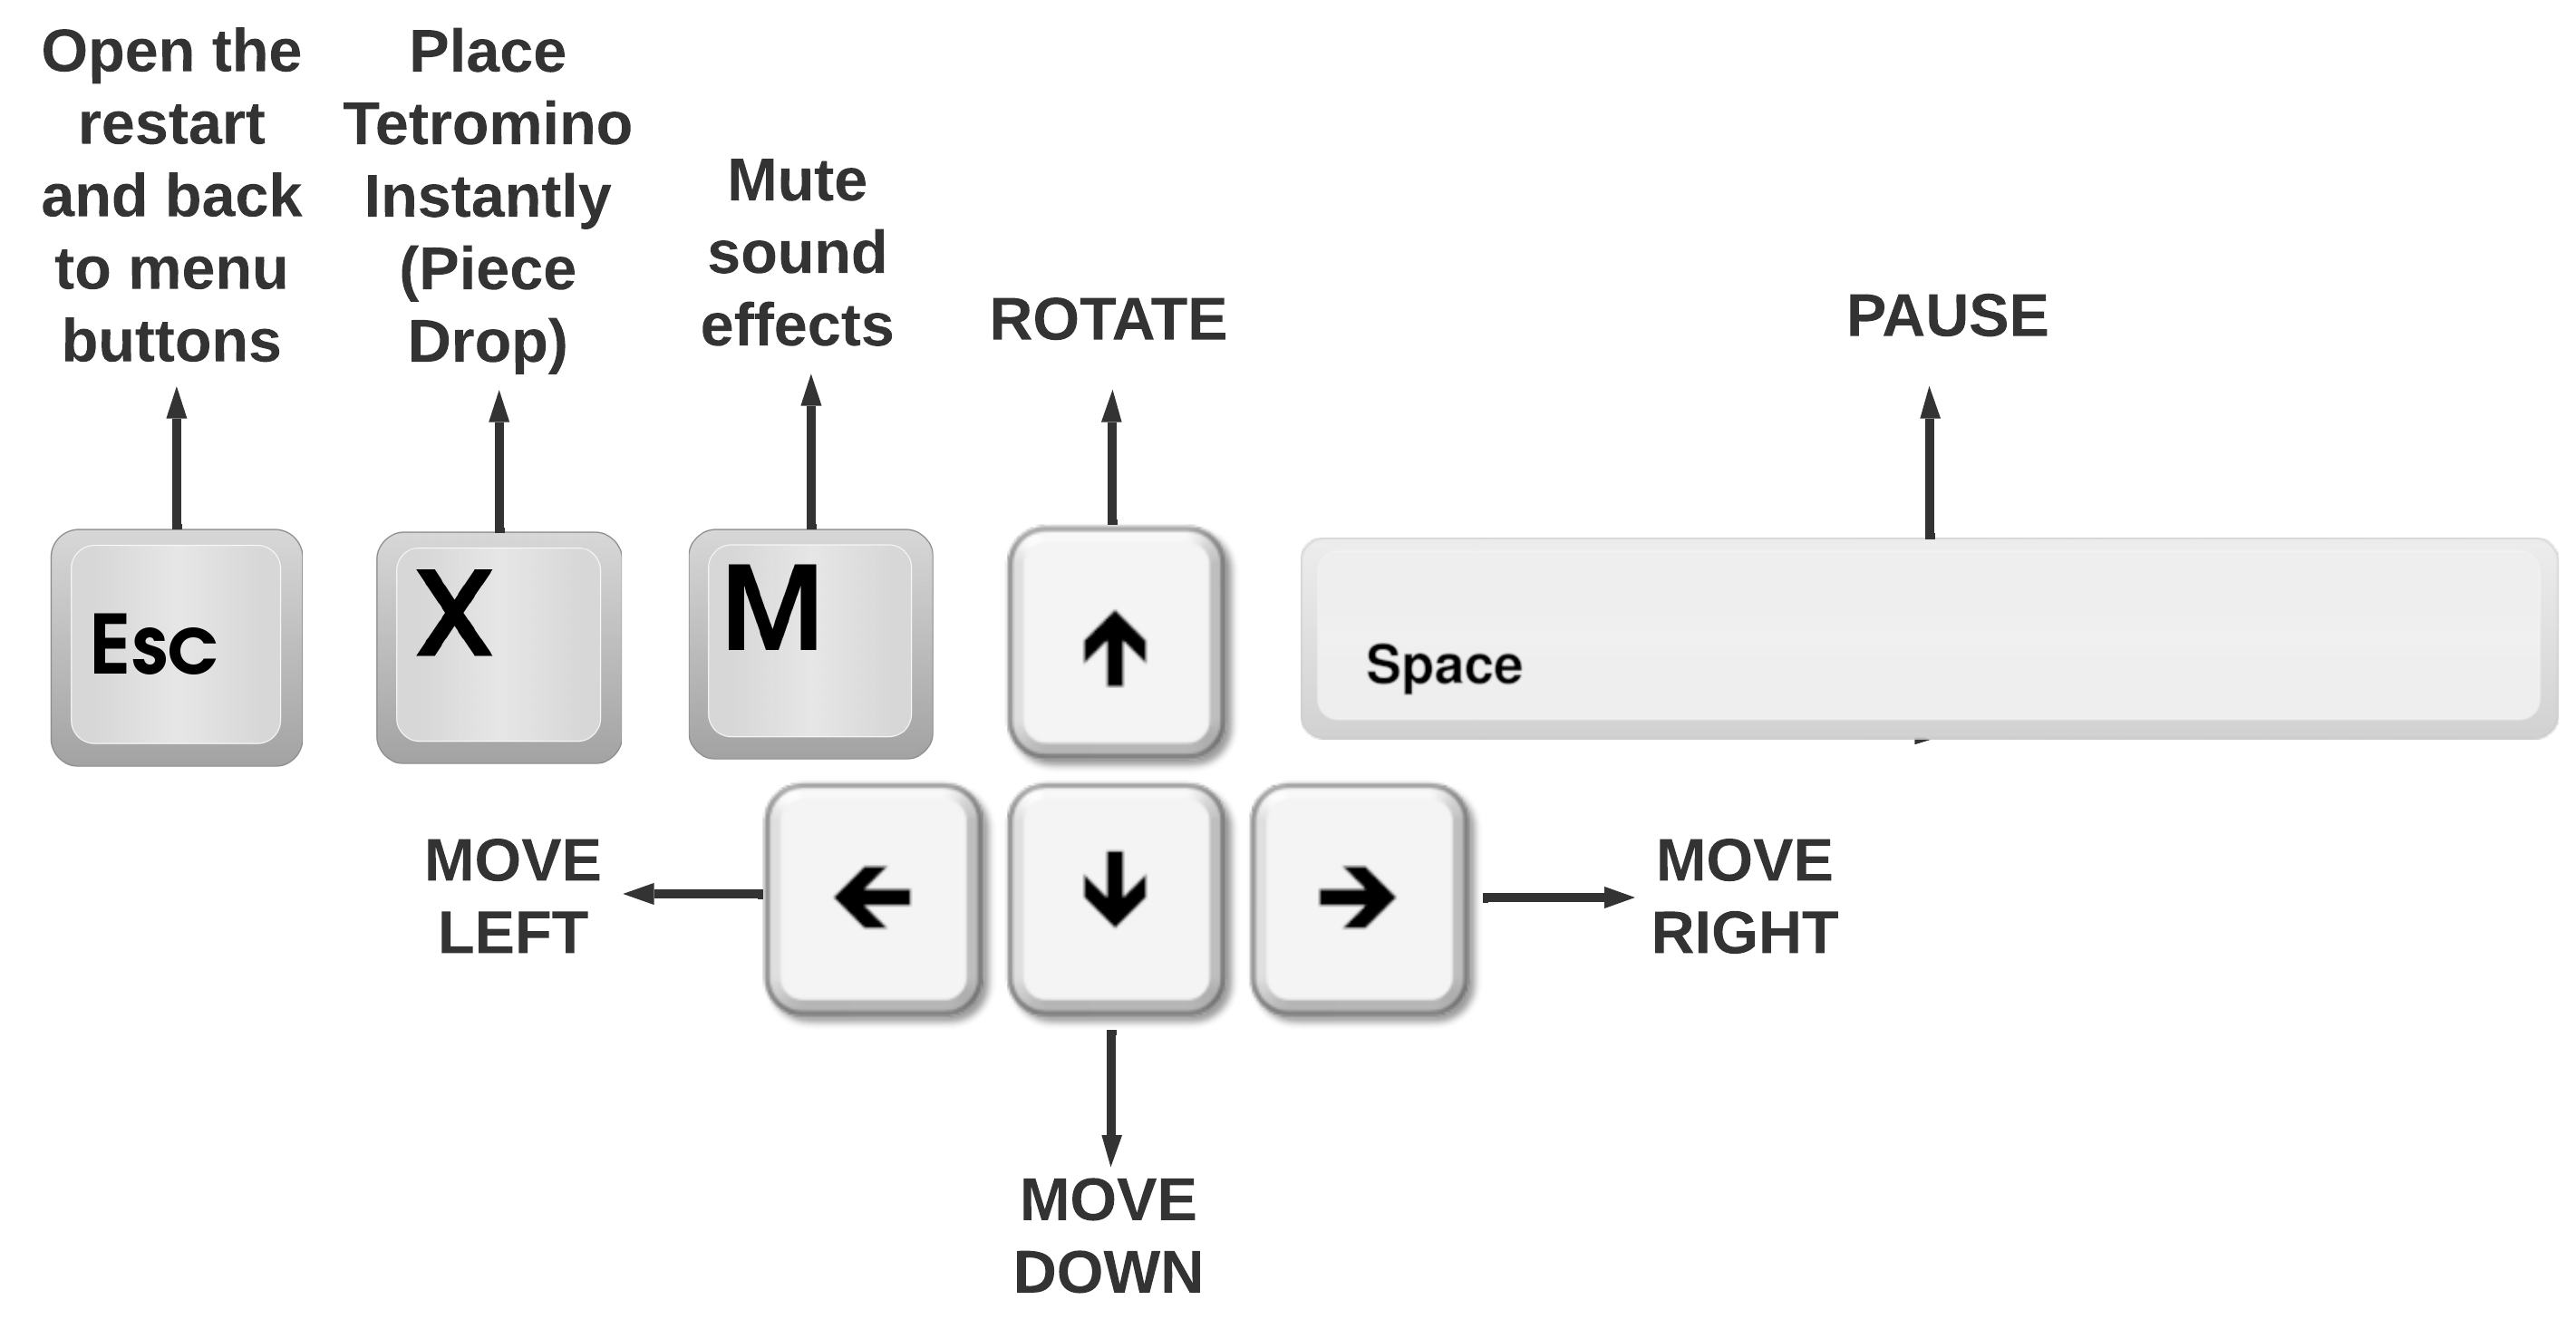 Open the
restart
and back
to menu
buttons
Place
Tetromino
Instantly
(Piece
Drop)
Mute
sound
effects
ROTATE
PAUSE
Esc
X
M
Space
MOVE
LEFT
MOVE
RIGHT
MOVE
DOWN